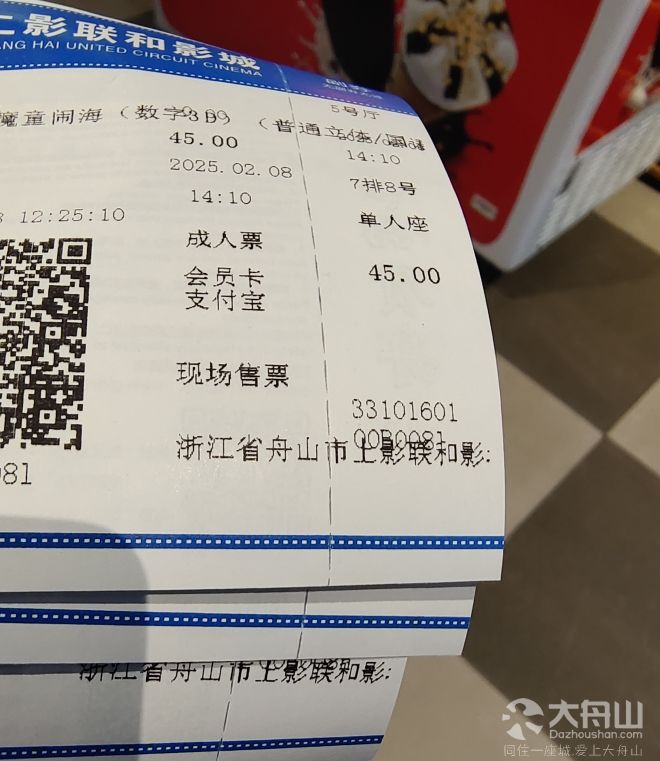 上影联和影城
ANG HAI UNITED CIRCUIT CINEMA
5号厅
魔童闹海（数字3D）（普通立体/国语
45.00
14:10
2025.02.08
7排8号
14:10
单人座
12:25:10
成人票
45.00
会员卡
支付宝
现场售票
33101601
00B0081
浙江省舟山市上影联和影:
081
浙江省舟山市上影联和影:
大舟山
Dazhoushan.com
同住一座城.爱上大舟山